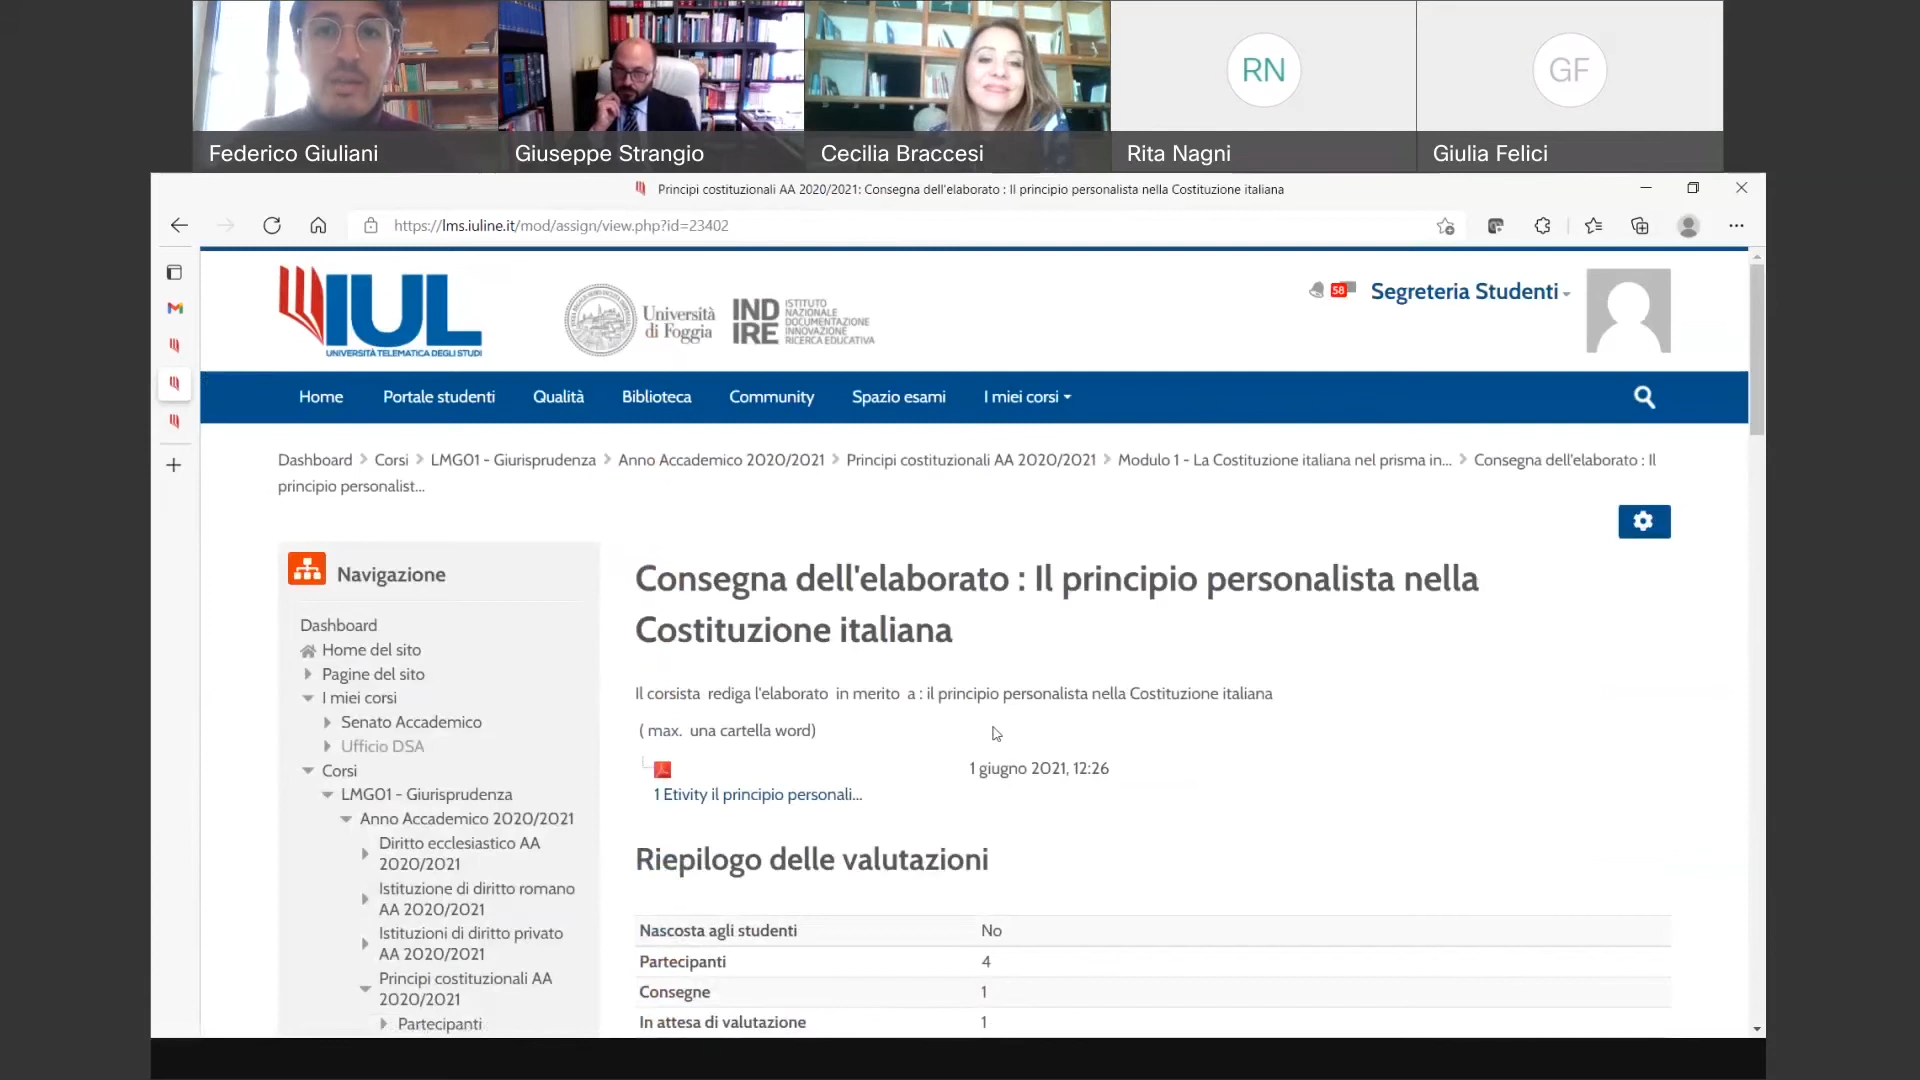 RN
GF
Federico Giuliani
Giuseppe Strangio
Cecilia Braccesi
Rita Nagni
Giulia Felici
Principi costituzionali AA 2020/2021: Consegna dell'elaborato : Il principio personalista nella Costituzione italiana
https://lms.iuline.it/mod/assign/view.php?id=23402
IUL
UNIVERSITÀ TELEMATICA DEGLI STUDI
Università
di Foggia
IND
IRE
ISTITUTO
NAZIONALE
DOCUMENTAZIONE
INNOVAZIONE
RICERCA EDUCATIVA
58
Segreteria Studenti
Home Portale studenti Qualità Biblioteca Community Spazio esami I miei corsi
Dashboard Corsi LMG01 - Giurisprudenza Anno Accademico 2020/2021 Principi costituzionali AA 2020/2021 Modulo 1 - La Costituzione italiana nel prisma in... Consegna dell'elaborato : Il
principio personalist...
Navigazione
Dashboard
Home del sito
Pagine del sito
I miei corsi
Senato Accademico
Ufficio DSA
Corsi
LMG01 - Giurisprudenza
Anno Accademico 2020/2021
Diritto ecclesiastico AA
2020/2021
Istituzione di diritto romano
AA 2020/2021
Istituzioni di diritto privato
AA 2020/2021
Principi costituzionali AA
2020/2021
Partecipanti
Consegna dell'elaborato : Il principio personalista nella
Costituzione italiana
Il corsista rediga l'elaborato in merito a : il principio personalista nella Costituzione italiana
( max. una cartella word)
1 giugno 2021, 12:26
1 Etivity il principio personali...
Riepilogo delle valutazioni
Nascosta agli studenti No
Partecipanti 4
Consegne 1
In attesa di valutazione 1